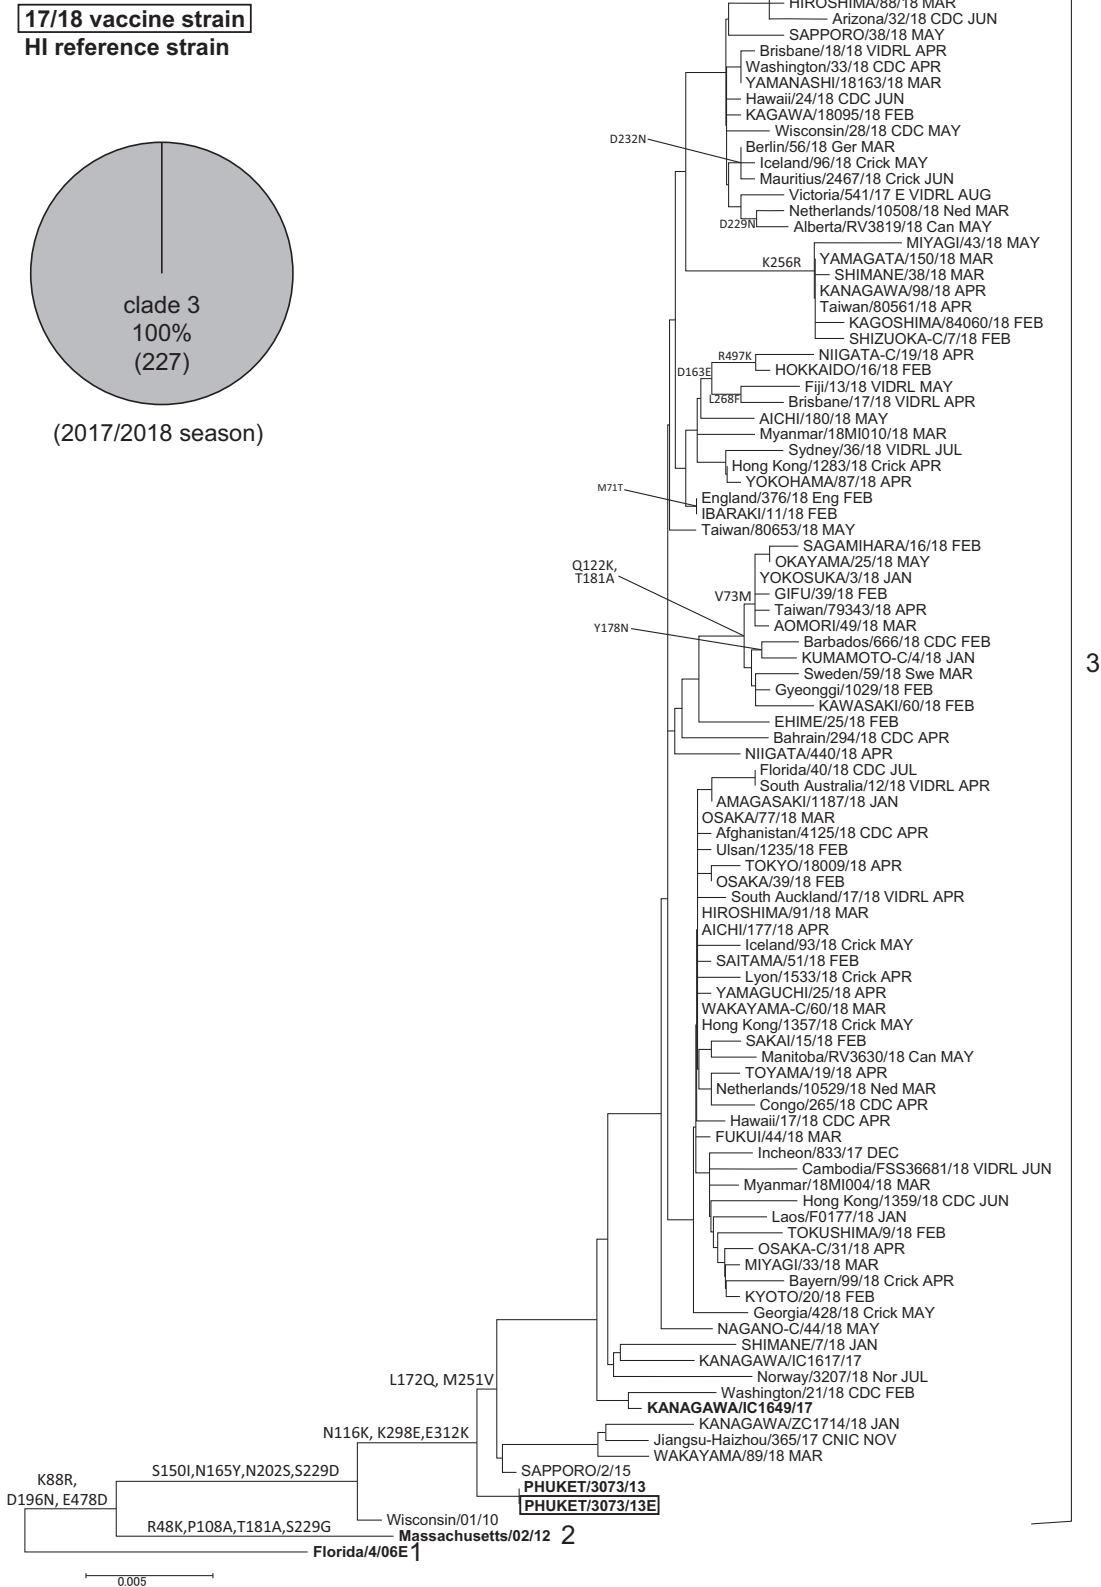 17/18 vaccine strain
HI reference strain
clade 3
100%
(227)
(2017/2018 season)
HIROSHIMA/88/18 MAR
Arizona/32/18 CDC JUN
SAPPORO/38/18 MAY
Brisbane/18/18 VIDRL APR
Washington/33/18 CDC APR
YAMANASHI/18163/18 MAR
Hawaii/24/18 CDC JUN
KAGAWA/18095/18 FEB
Wisconsin/28/18 CDC MAY
D232N
Berlin/56/18 Ger MAR
Iceland/96/18 Crick MAY
Mauritius/2467/18 Crick JUN
Victoria/541/17 E VIDRL AUG
Netherlands/10508/18 Ned MAR
D229N
Alberta/RV3819/18 Can MAY
MIYAGI/43/18 MAY
K256R
YAMAGATA/150/18 MAR
SHIMANE/38/18 MAR
KANAGAWA/98/18 APR
Taiwan/80561/18 APR
KAGOSHIMA/84060/18 FEB
SHIZUOKA-C/7/18 FEB
R497K
NIIGATA-C/19/18 APR
D163E
HOKKAIDO/16/18 FEB
Fiji/13/18 VIDRL MAY
L268F
Brisbane/17/18 VIDRL APR
AICHI/180/18 MAY
Myanmar/18MI010/18 MAR
Sydney/36/18 VIDRL JUL
Hong Kong/1283/18 Crick APR
YOKOHAMA/87/18 APR
M71T
England/376/18 Eng FEB
IBARAKI/11/18 FEB
Taiwan/80653/18 MAY
SAGAMIHARA/16/18 FEB
Q122K,
T181A
OKAYAMA/25/18 MAY
YOKOSUKA/3/18 JAN
V73M
GIFU/39/18 FEB
Taiwan/79343/18 APR
AOMORI/49/18 MAR
Y178N
Barbados/666/18 CDC FEB
KUMAMOTO-C/4/18 JAN
3
Sweden/59/18 Swe MAR
Gyeonggi/1029/18 FEB
KAWASAKI/60/18 FEB
EHIME/25/18 FEB
Bahrain/294/18 CDC APR
NIIGATA/440/18 APR
Florida/40/18 CDC JUL
South Australia/12/18 VIDRL APR
AMAGASAKI/1187/18 JAN
OSAKA/77/18 MAR
Afghanistan/4125/18 CDC APR
Ulsan/1235/18 FEB
TOKYO/18009/18 APR
OSAKA/39/18 FEB
South Auckland/17/18 VIDRL APR
HIROSHIMA/91/18 MAR
AICHI/177/18 APR
Iceland/93/18 Crick MAY
SAITAMA/51/18 FEB
Lyon/1533/18 Crick APR
YAMAGUCHI/25/18 APR
WAKAYAMA-C/60/18 MAR
Hong Kong/1357/18 Crick MAY
SAKAI/15/18 FEB
Manitoba/RV3630/18 Can MAY
TOYAMA/19/18 APR
Netherlands/10529/18 Ned MAR
Congo/265/18 CDC APR
Hawaii/17/18 CDC APR
FUKUI/44/18 MAR
Incheon/833/17 DEC
Cambodia/FSS36681/18 VIDRL JUN
Myanmar/18MI004/18 MAR
Hong Kong/1359/18 CDC JUN
Laos/F0177/18 JAN
TOKUSHIMA/9/18 FEB
OSAKA-C/31/18 APR
MIYAGI/33/18 MAR
Bayern/99/18 Crick APR
KYOTO/20/18 FEB
Georgia/428/18 Crick MAY
NAGANO-C/44/18 MAY
SHIMANE/7/18 JAN
KANAGAWA/IC1617/17
Norway/3207/18 Nor JUL
L172Q, M251V
Washington/21/18 CDC FEB
KANAGAWA/IC1649/17
KANAGAWA/ZC1714/18 JAN
N116K, K298E,E312K
Jiangsu-Haizhou/365/17 CNIC NOV
WAKAYAMA/89/18 MAR
S150I,N165Y,N202S,S229D
SAPPORO/2/15
K88R,
D196N, E478D
PHUKET/3073/13
PHUKET/3073/13E
Wisconsin/01/10
R48K,P108A,T181A,S229G
Massachusetts/02/12 2
Florida/4/06E 1
0.005